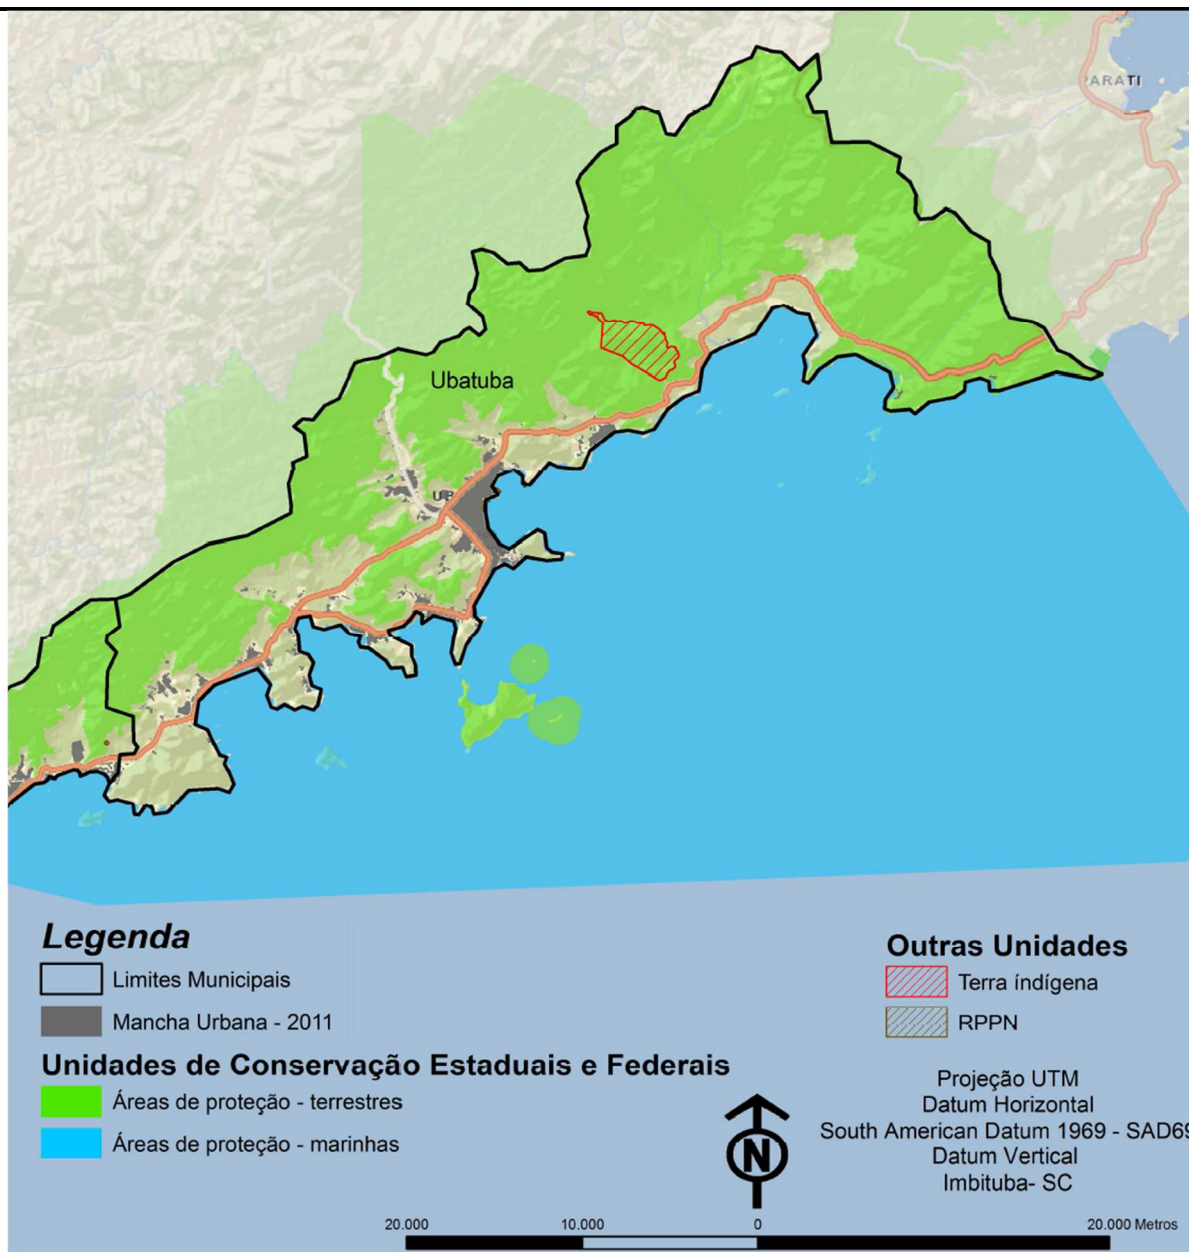 PARATI
Ubatuba
UB
Legenda
Limites Municipais
Mancha Urbana - 2011
Unidades de Conservação Estaduais e Federais
Áreas de proteção - terrestres
Áreas de proteção - marinhas
Outras Unidades
Terra índígena
RPPN
Projeção UTM
Datum Horizontal
South American Datum 1969 - SAD69
Datum Vertical
Imbituba- SC
N
20.000 10.000 0 20.000 Metros